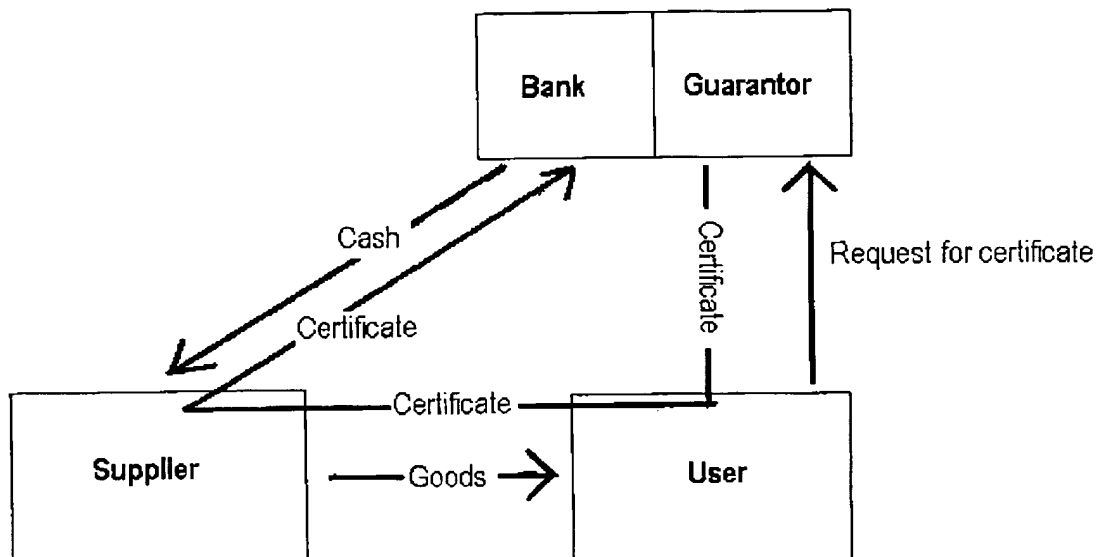 Bank
Guarantor
Cash
Certificate
Request for certificate
Certificate
Certificate
Supplier
Goods
User